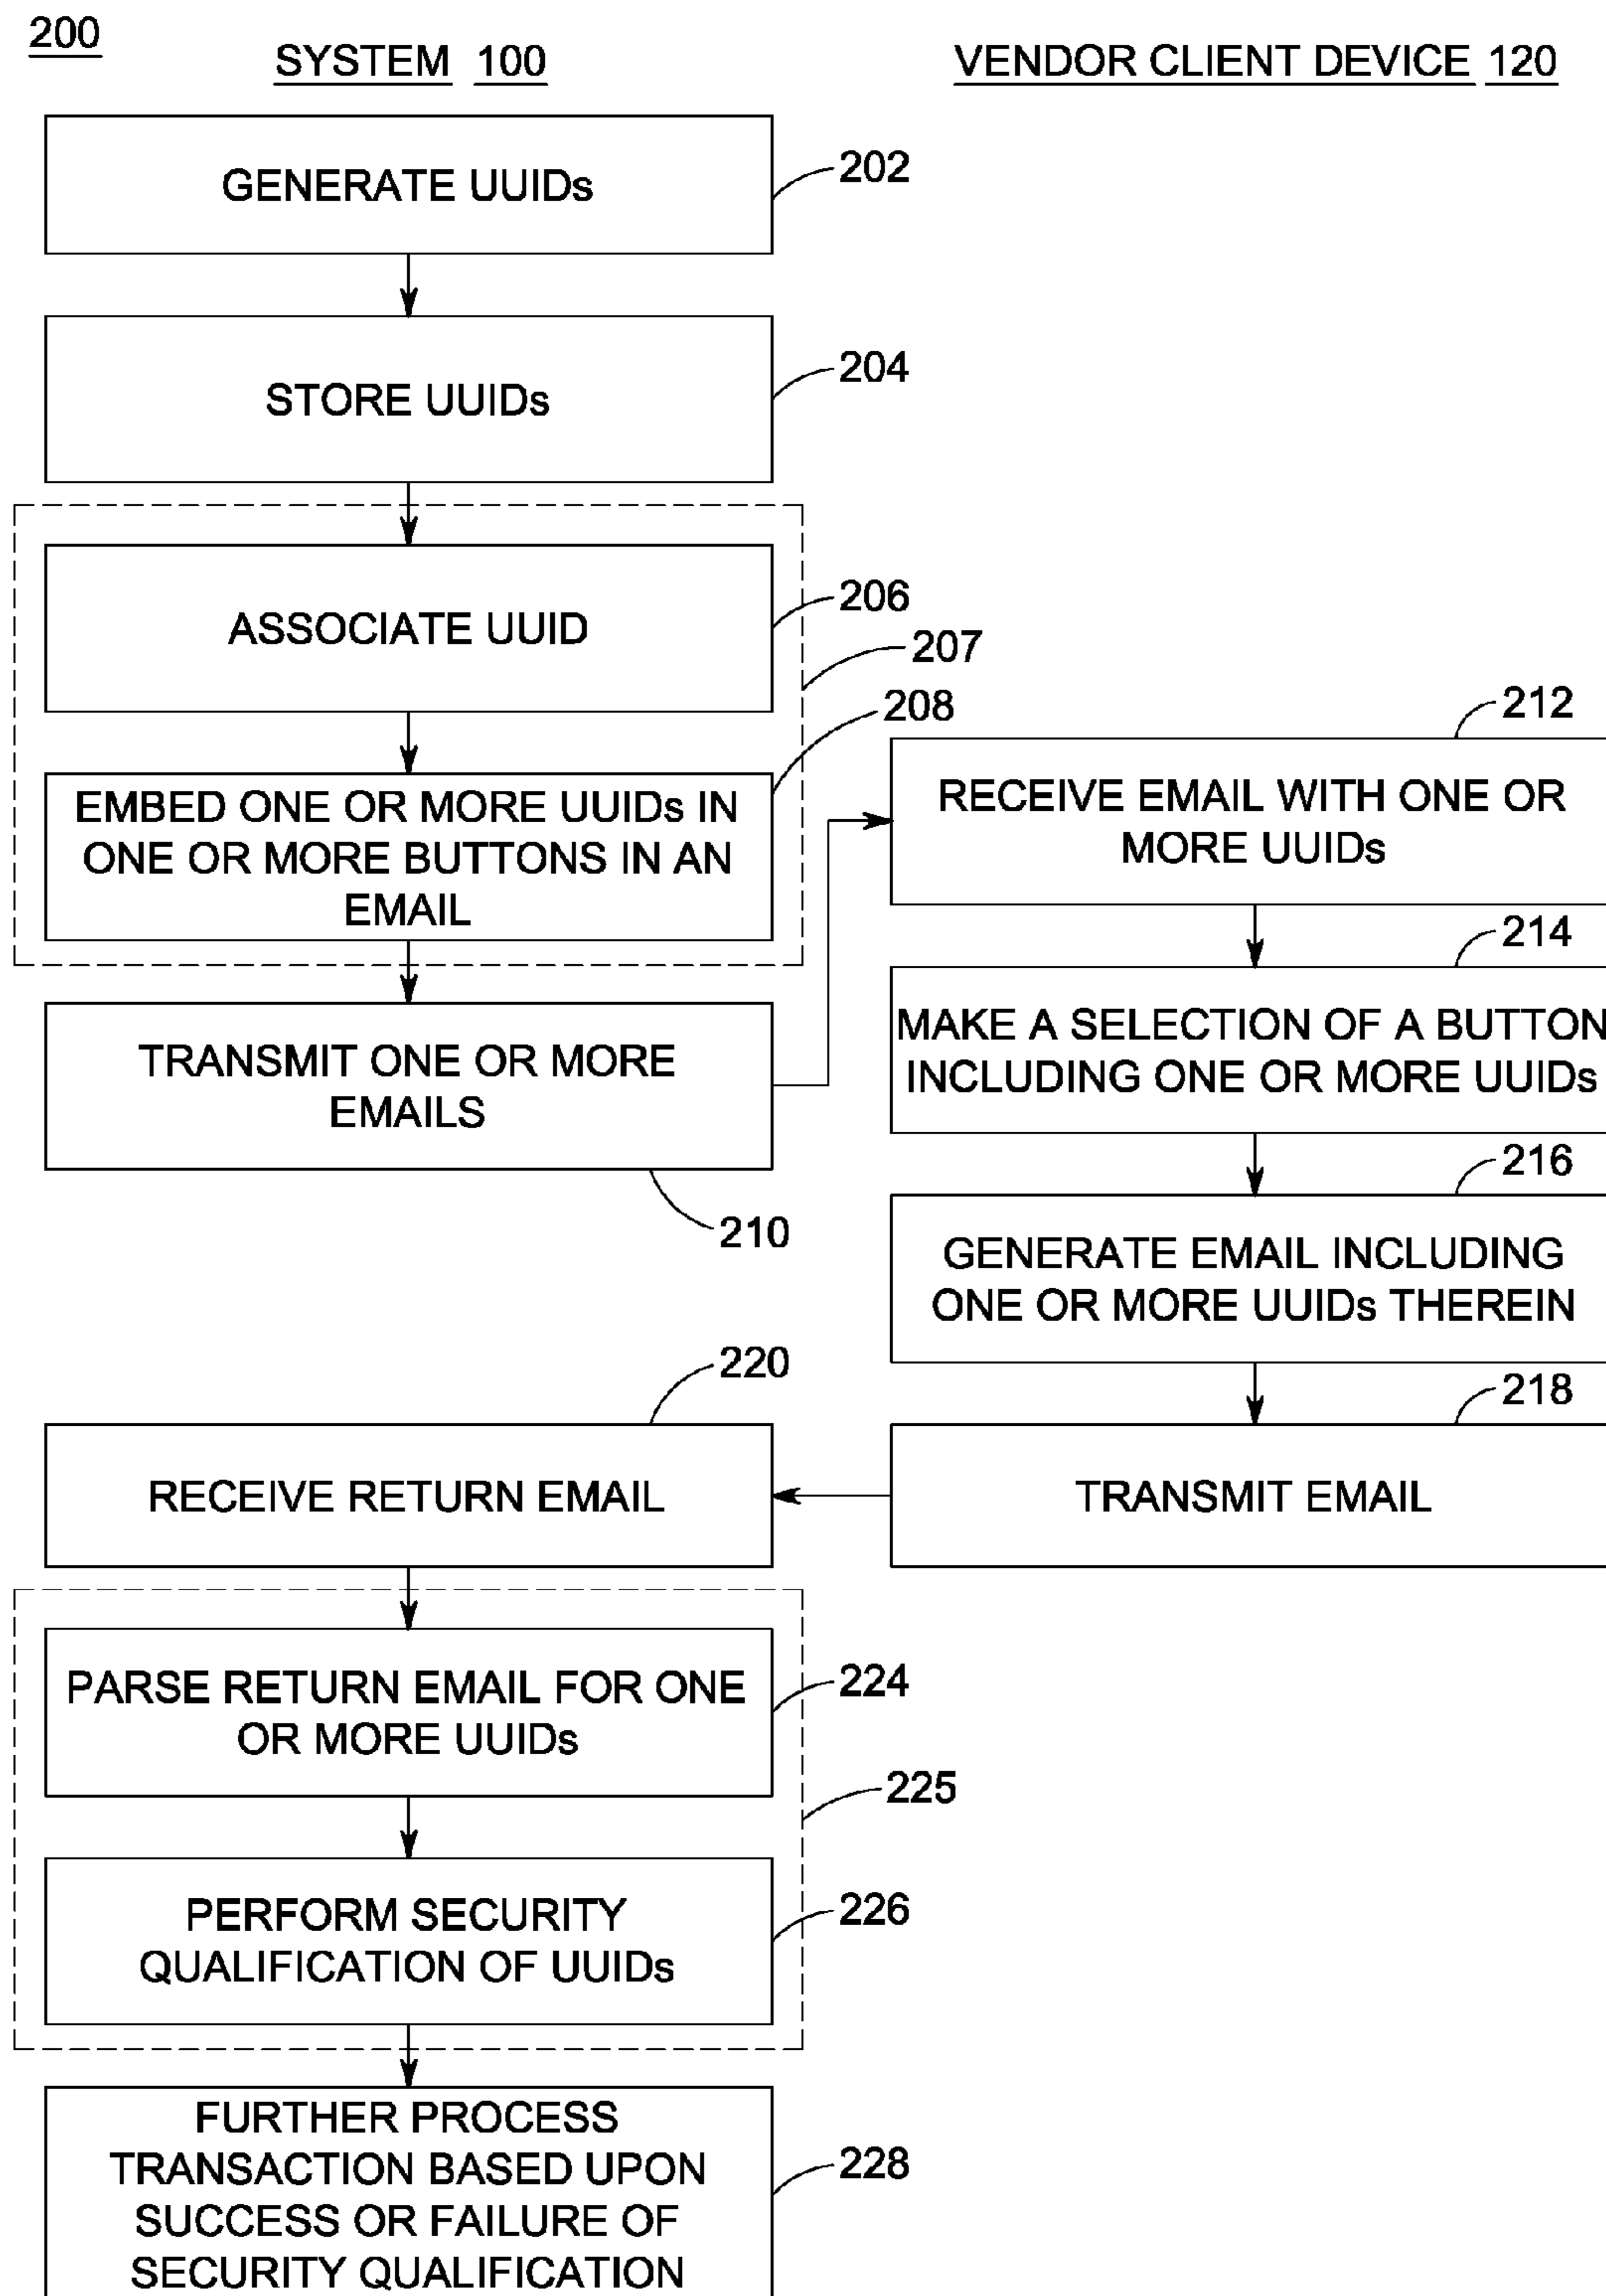 200
SYSTEM 100
VENDOR CLIENT DEVICE 120
GENERATE UUIDs
202
STORE UUIDs
204
ASSOCIATE UUID
206
207
208
EMBED ONE OR MORE UUIDs IN
ONE OR MORE BUTTONS IN AN
EMAIL
TRANSMIT ONE OR MORE
EMAILS
210
212
RECEIVE EMAIL WITH ONE OR
MORE UUIDs
214
MAKE A SELECTION OF A BUTTON
INCLUDING ONE OR MORE UUIDs
216
GENERATE EMAIL INCLUDING
ONE OR MORE UUIDs THEREIN
218
TRANSMIT EMAIL
220
RECEIVE RETURN EMAIL
PARSE RETURN EMAIL FOR ONE
OR MORE UUIDs
224
225
PERFORM SECURITY
QUALIFICATION OF UUIDs
226
FURTHER PROCESS
TRANSACTION BASED UPON
SUCCESS OR FAILURE OF
SECURITY QUALIFICATION
228